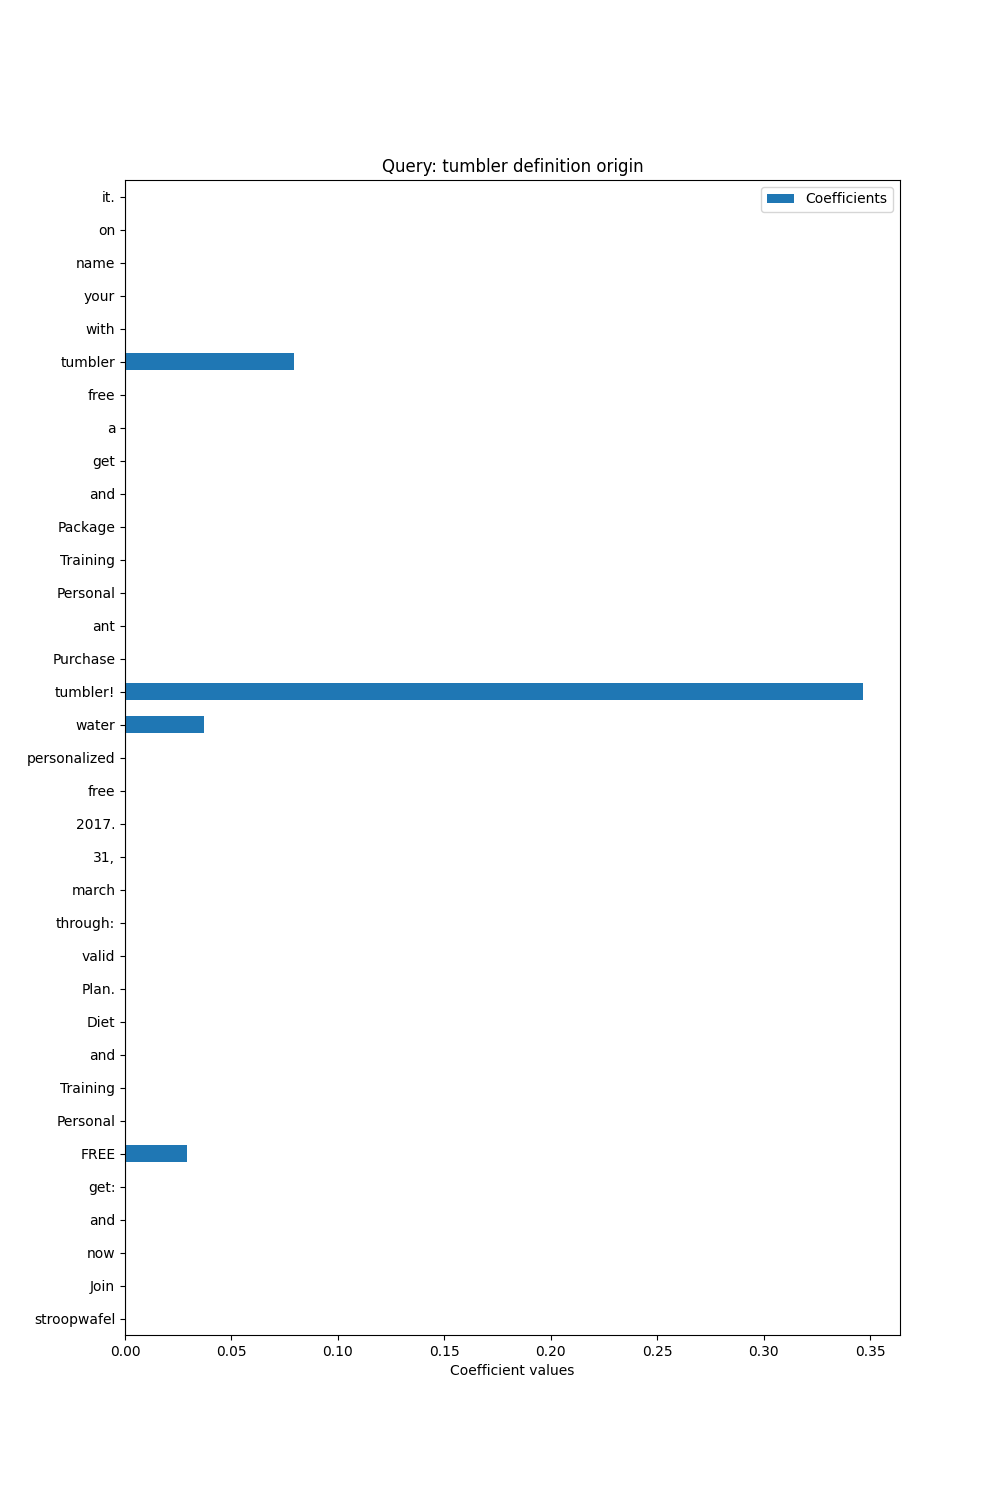 Query: tumbler definition origin
Coefficients
it.
on
name
your
with
tumbler
free
a
get
and
Package
Training
Personal
ant
Purchase
tumbler!
water
personalized
free
2017.
31,
march
through:
valid
Plan.
Diet
and
Training
Personal
FREE
get:
and
now
Join
stroopwafel
0.00 0.05 0.10 0.15 0.20 0.25 0.30 0.35
Coefficient values